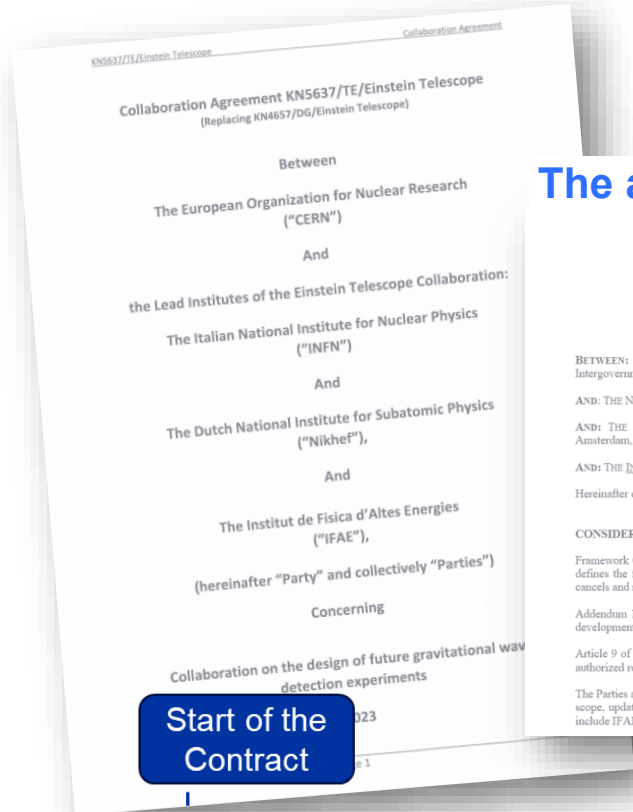 KN5637/TE/Einstein Telescope
Collaboration Agreement
Collaboration Agreement KN5637/TE/Einstein Telescope
(Replacing KN4657/DG/Einstein Telescope)
Between
The European Organization for Nuclear Research
("CERN")
And
the Lead Institutes of the Einstein Telescope Collaboration:
The Italian National Institute for Nuclear Physics
("INFN")
And
The Dutch National Institute for Subatomic Physics
("Nikhef"),
And
The Institut de Fisica d'Altes Energies
("IFAE"),
(hereinafter "Party" and collectively "Parties")
Concerning
Collaboration on the design of future gravitational wav
detection experiments
023
1
Start of the
Contract
The a
BETWEEN:
Intergovernm
AND: THE N
AND: THE
Amsterdam,
AND: THE IN
Hereinafter
CONSIDER
Framework
defines the
cancels and
Addendum
development
Article 9 of
authorized re
The Parties a
scope, updat
include IFAE